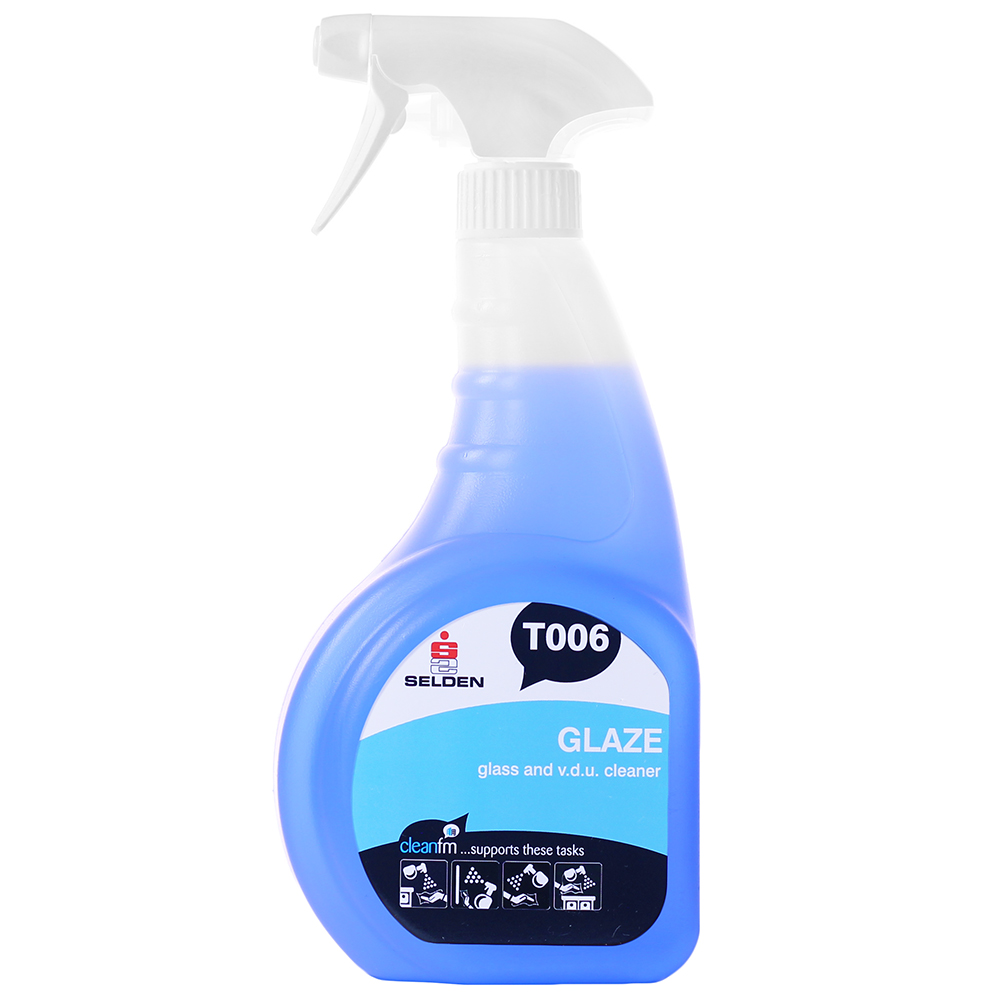 T006
SELDEN
GLAZE
glass and v.d.u. cleaner
cleanfm ...supports these tasks